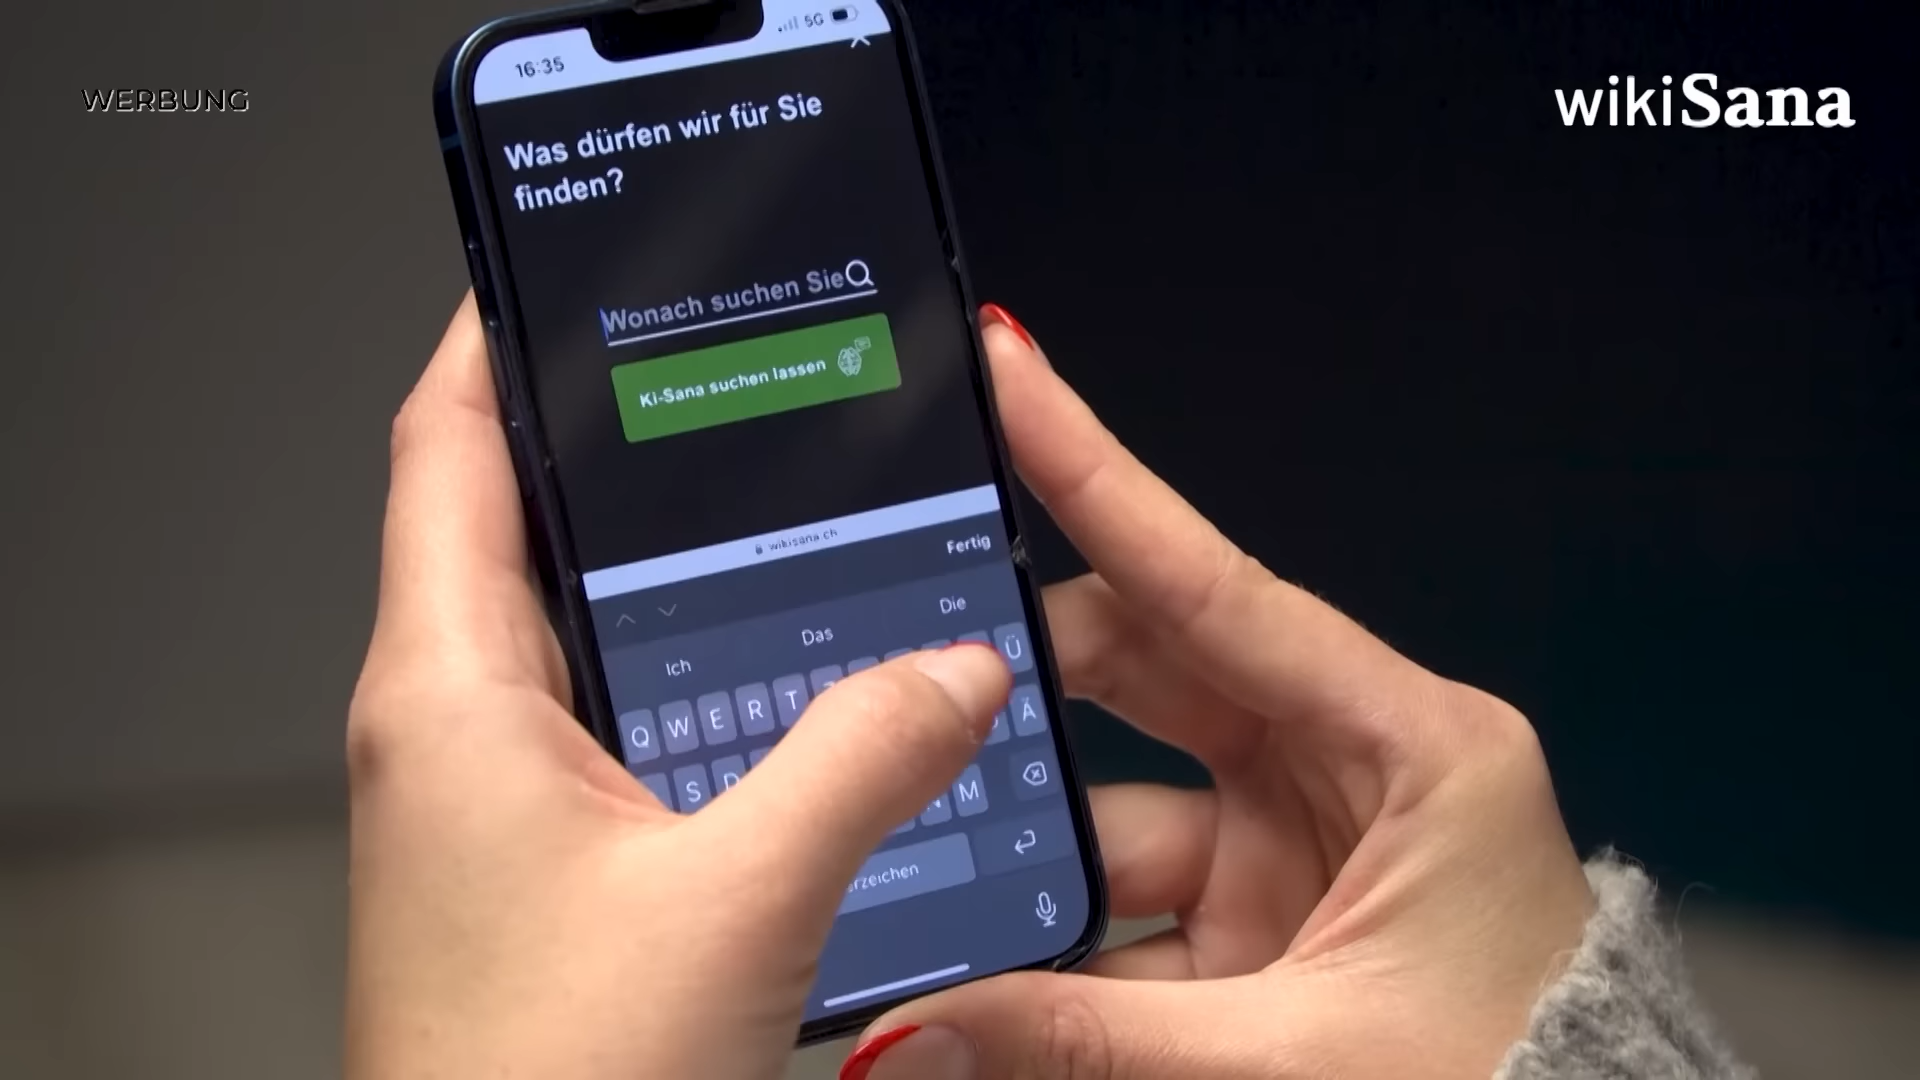 WERBUNG
wikiSana
16:35
5G
Was dürfen wir für Sie
finden?
Wonach suchen Sie
Ki-Sana suchen lassen
wikisana.ch
Fertig
Ich Das Die
Q W E R T Ü
S D Ä
M